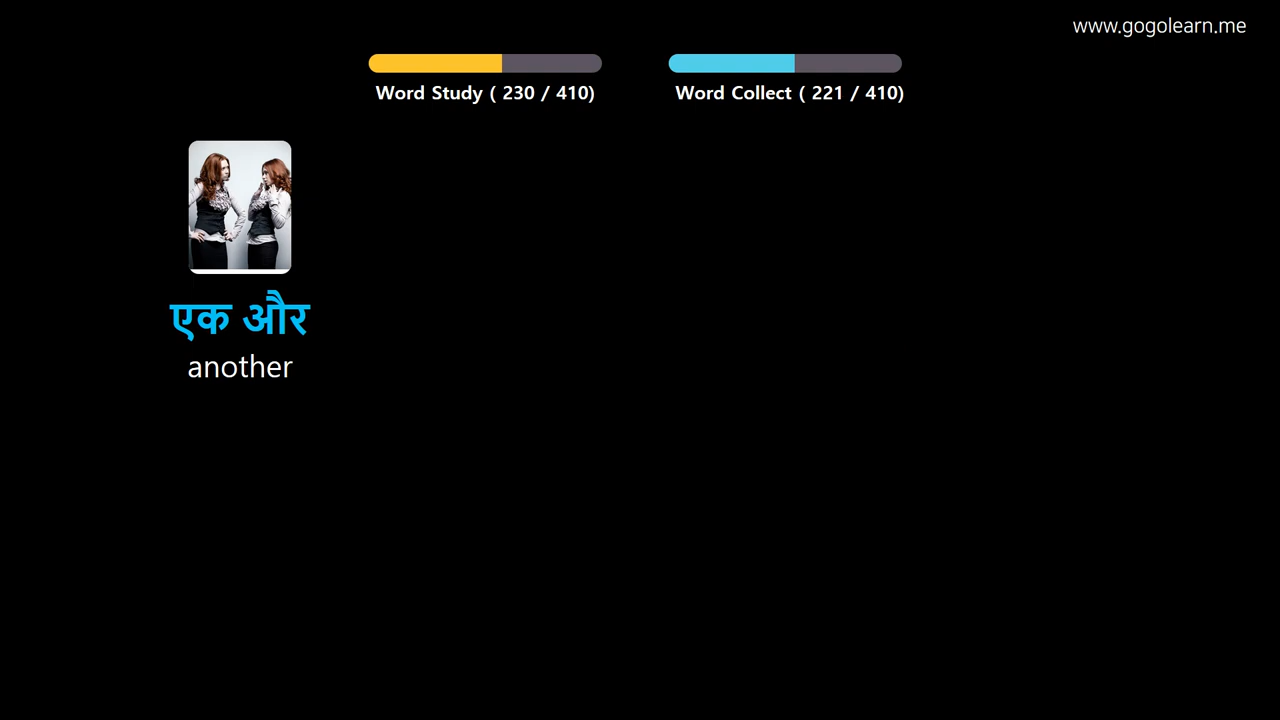 www.gogolearn.me
Word Study ( 230 / 410)
Word Collect ( 221 / 410)
एक और
another